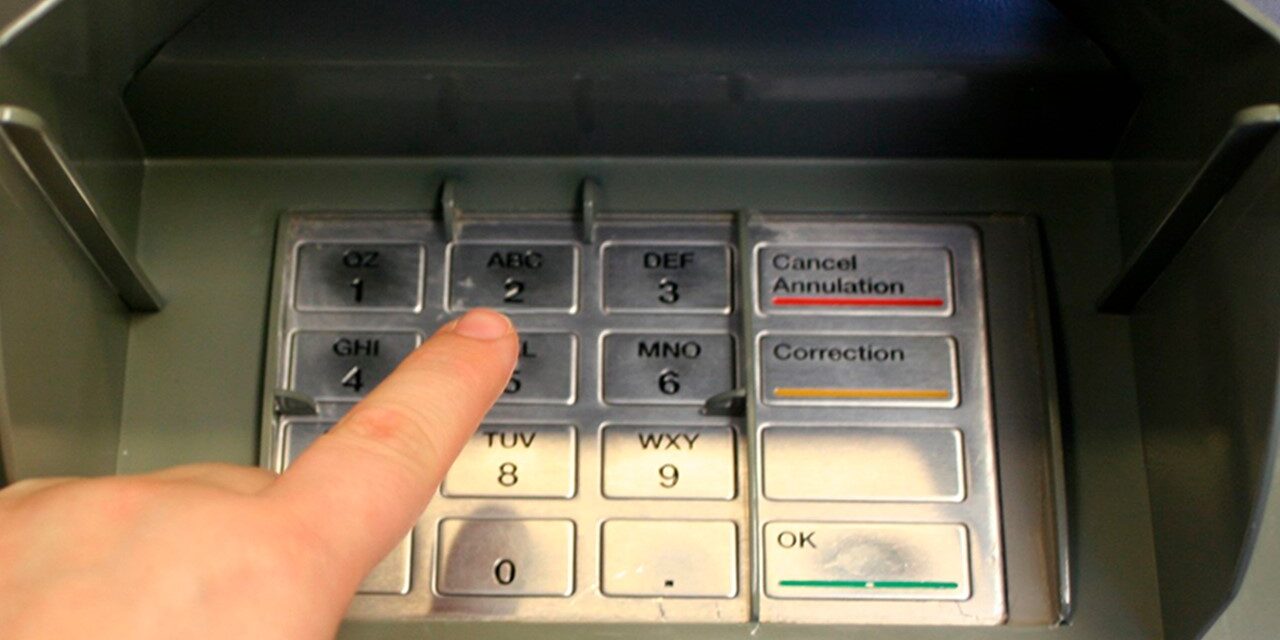 QZ
1
ABC
2
DEF
3
Cancel
Annulation
GHI
4
L
5
MNO
6
Correction
TUV
8
WXY
9
0
.
OK